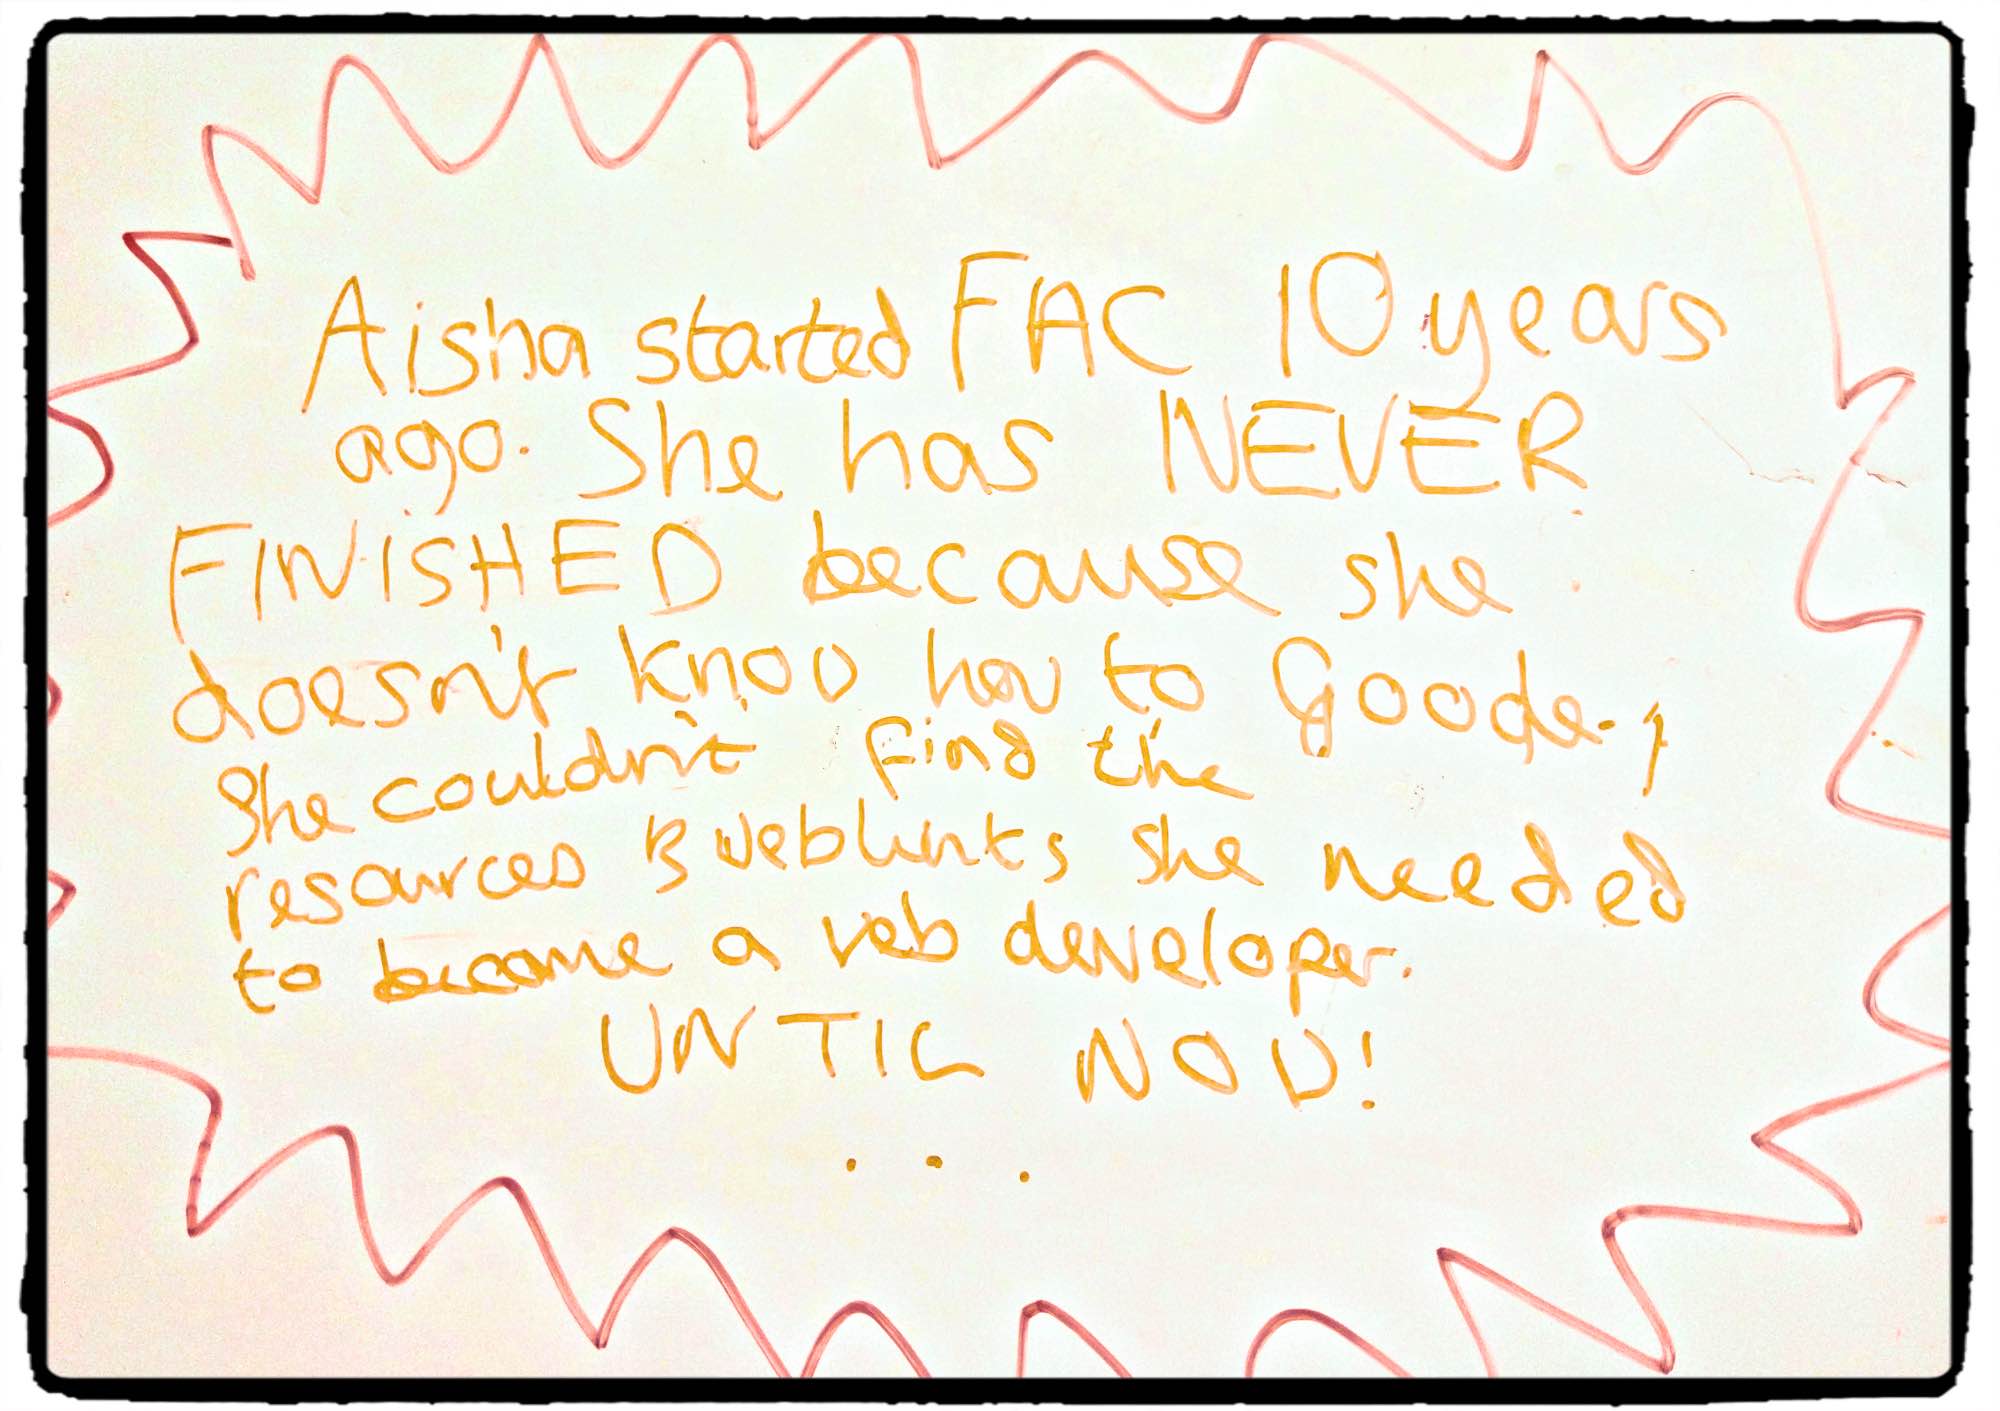 Aisha started FAC 10 years
ago. She has NEVER
FINISHED because she
doesn't know how to Goode.
She couldn't find the
resources & weblinks she needed
to become a web developer.
UNTIL NOW!
...